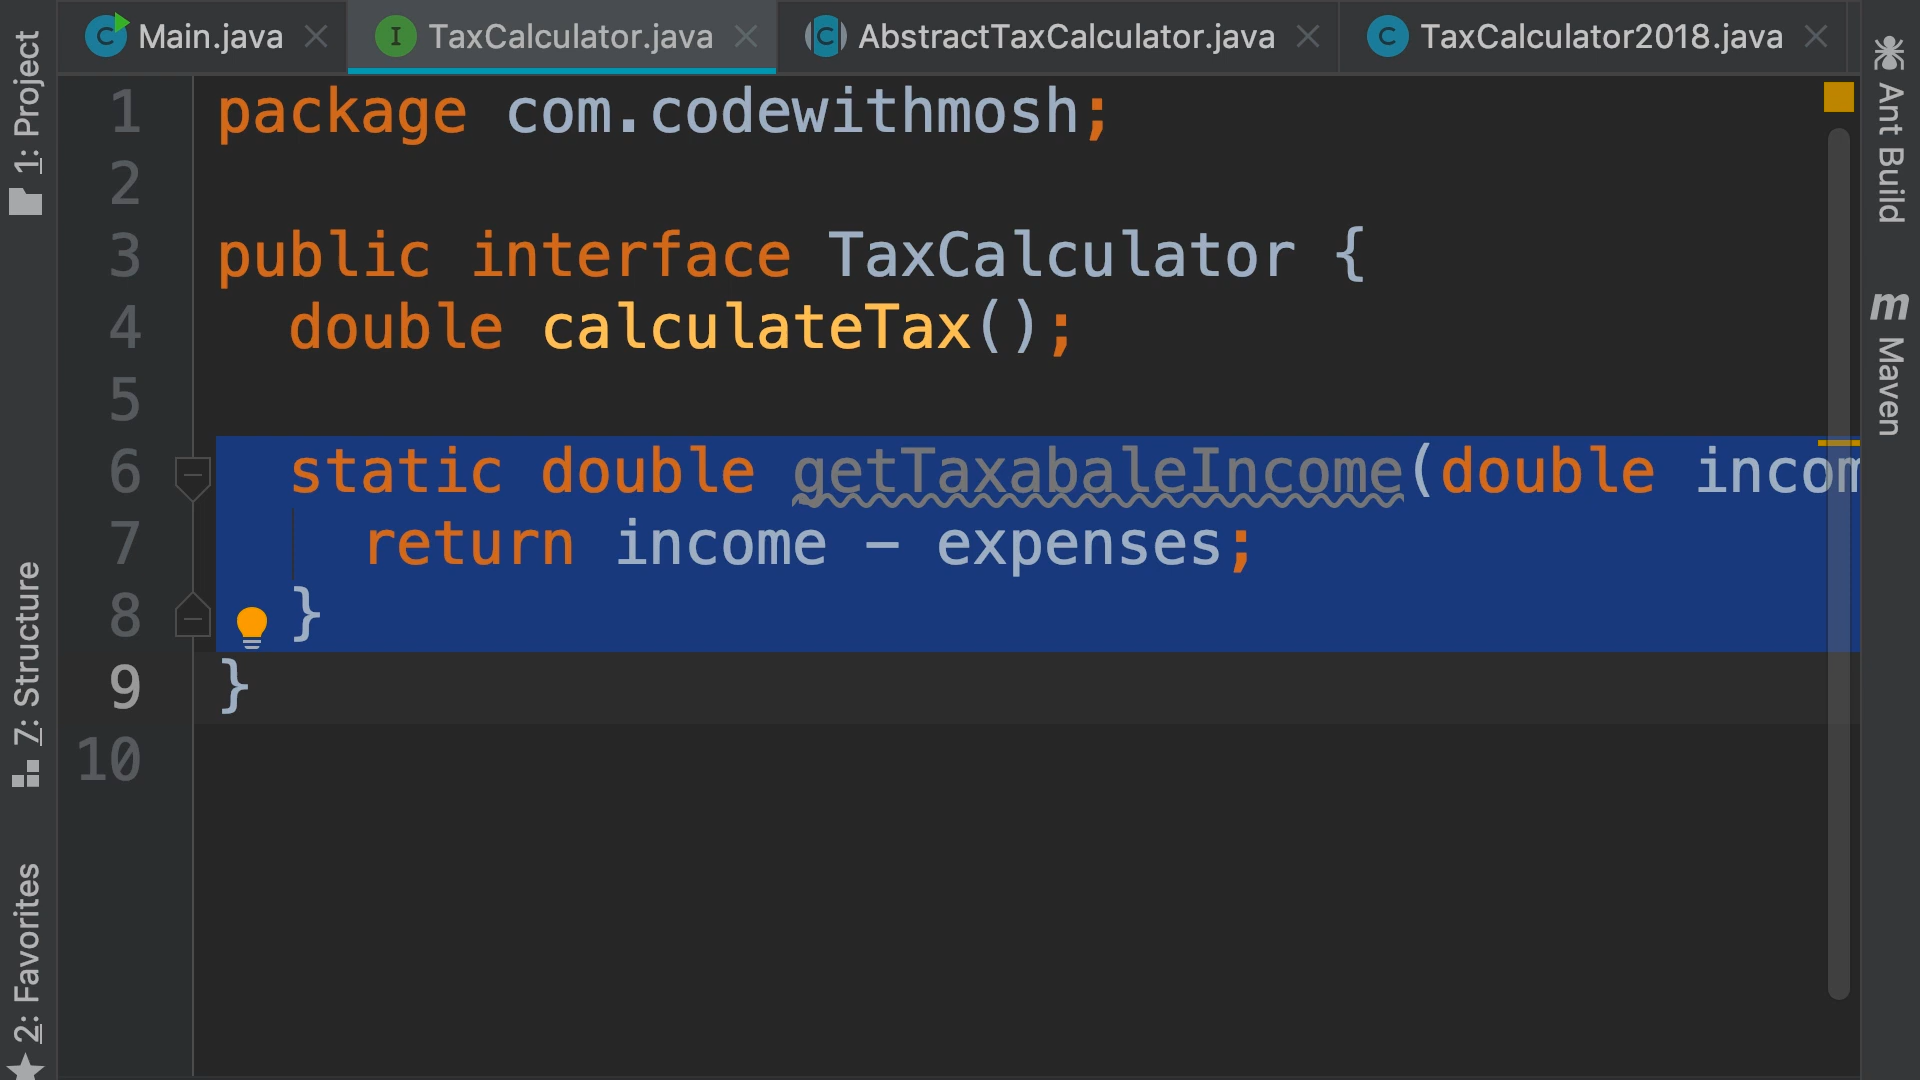 Main.java
TaxCalculator.java
AbstractTaxCalculator.java
TaxCalculator2018.java
1: Project
7: Structure
2: Favorites
Ant Build
m Maven
1 package com.codewithmosh;
2
3 public interface TaxCalculator {
4 double calculateTax();
5
6 static double getTaxabaleIncome(double incom
7 return income - expenses;
8 }
9 }
10